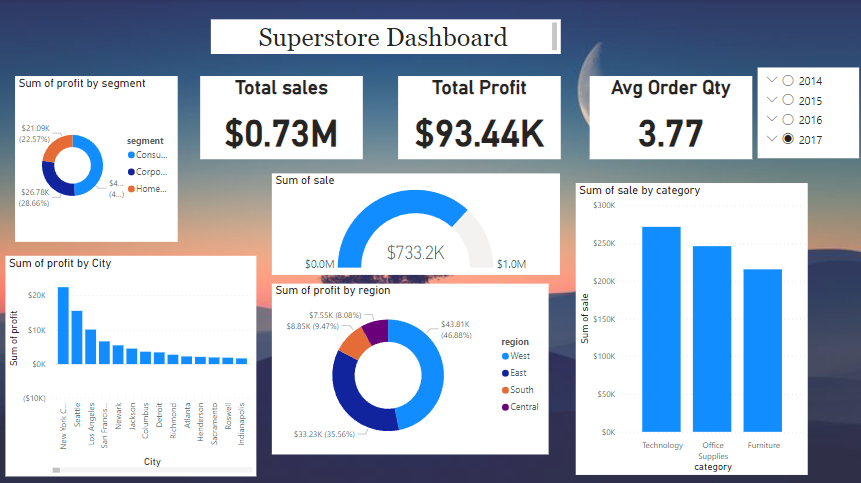 Superstore Dashboard
Sum of profit by segment
$21.09K
(22.57%)
$26.78K
(28.66%)
$4...
(4...)
segment
Consu...
Corpo...
Home...
Total sales
$0.73M
Total Profit
$93.44K
Avg Order Qty
3.77
2014
2015
2016
2017
Sum of sale
$733.2K
$0.0M
$1.0M
Sum of profit by City
Sum of profit
$20K
$10K
$0K
($10K)
New York C...
Seattle
Los Angeles
San Francis...
Newark
Jackson
Columbus
Detroit
Richmond
Atlanta
Henderson
Sacramento
Roswell
Indianapolis
City
Sum of profit by region
$7.55K (8.08%)
$8.85K (9.47%)
$43.81K
(46.88%)
$33.23K (35.56%)
region
West
East
South
Central
Sum of sale by category
Sum of sale
$300K
$250K
$200K
$150K
$100K
$50K
$0K
Technology
Office
Supplies
Furniture
category